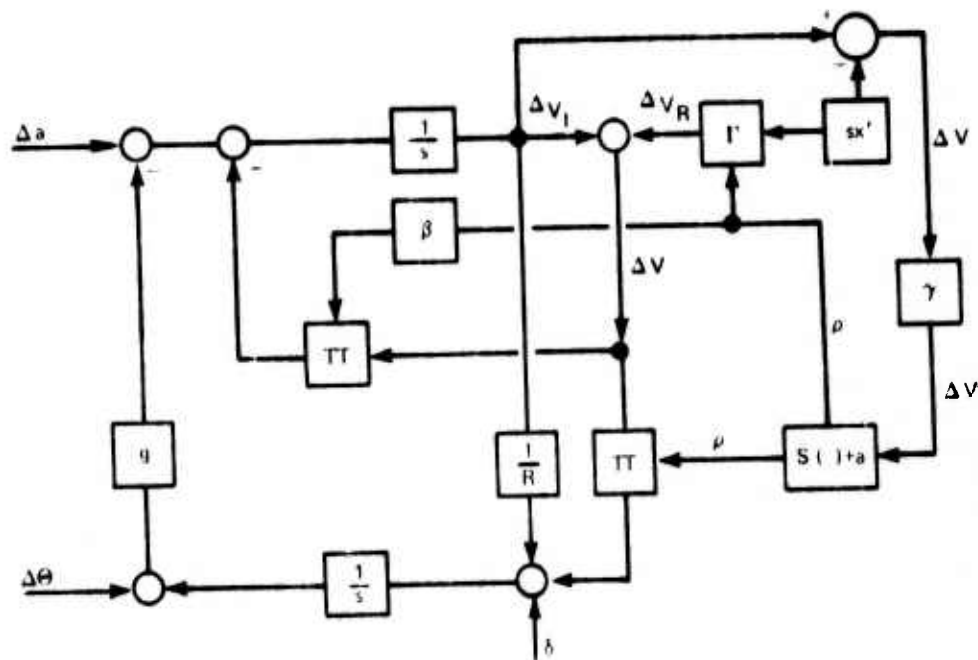 +
−
Δa
−
−
1/s
ΔV_I
ΔV_R
Γ
sx'
ΔV
β
ΔV
γ
ρ
TT
ΔV
g
1/R
TT
ρ
S ( )+a
ΔΘ
1/s
δ